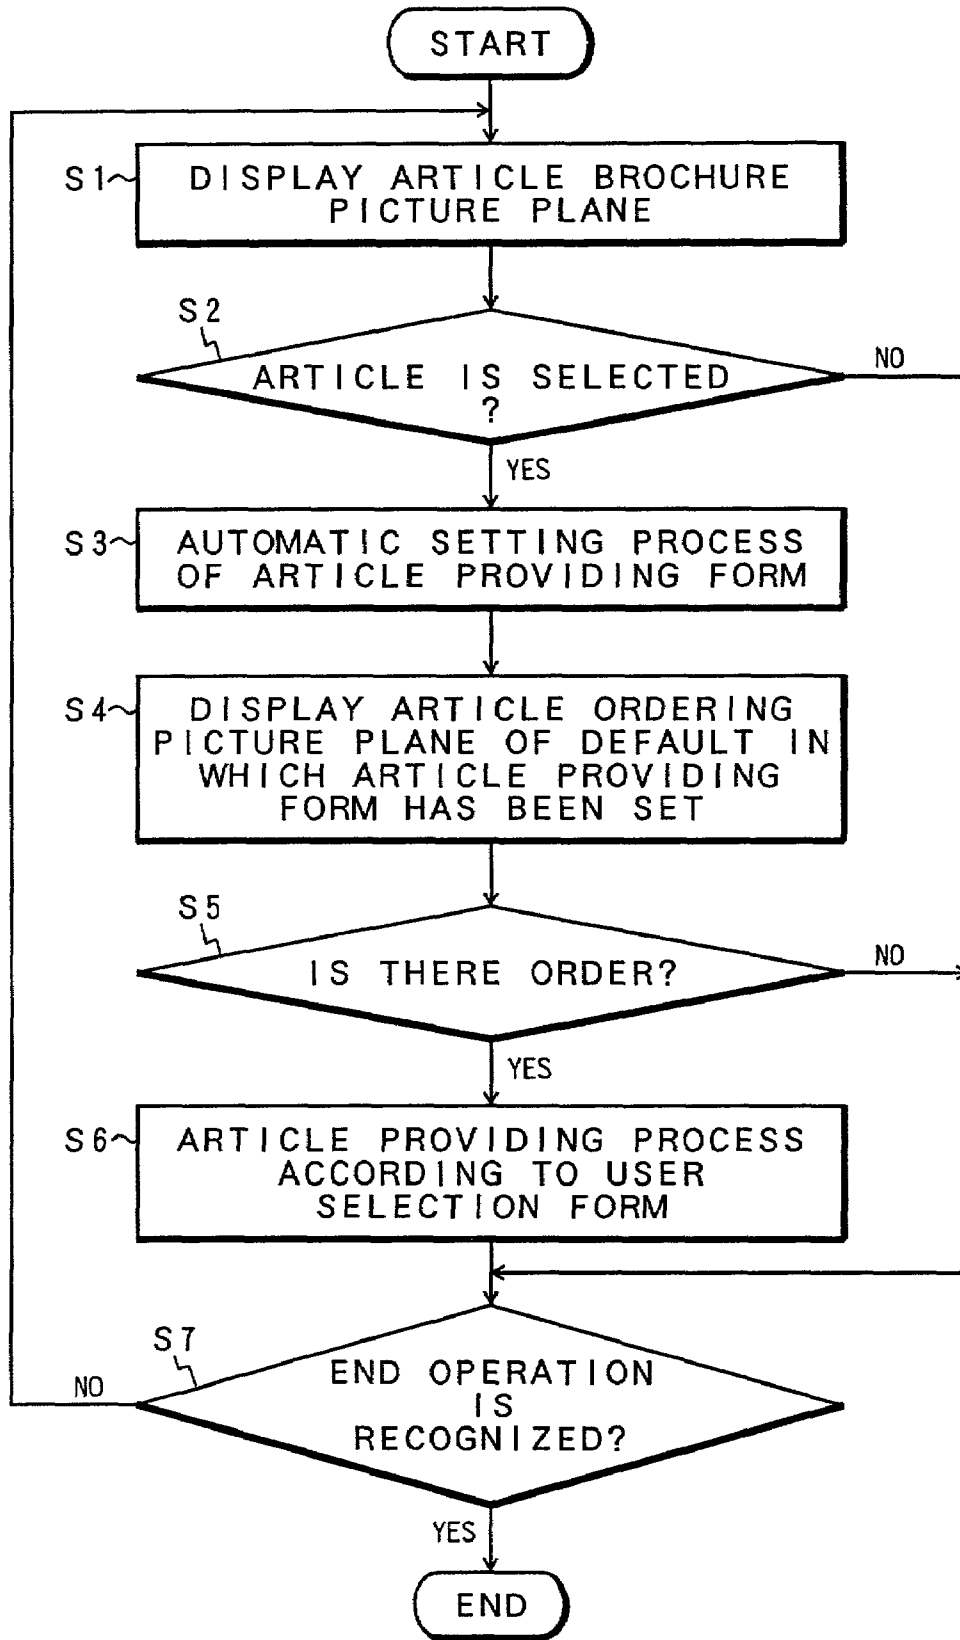 START
S1
DISPLAY ARTICLE BROCHURE
PICTURE PLANE
S2
ARTICLE IS SELECTED
?
NO
YES
S3
AUTOMATIC SETTING PROCESS
OF ARTICLE PROVIDING FORM
S4
DISPLAY ARTICLE ORDERING
PICTURE PLANE OF DEFAULT IN
WHICH ARTICLE PROVIDING
FORM HAS BEEN SET
S5
IS THERE ORDER?
NO
YES
S6
ARTICLE PROVIDING PROCESS
ACCORDING TO USER
SELECTION FORM
S7
END OPERATION
IS
RECOGNIZED?
NO
YES
END